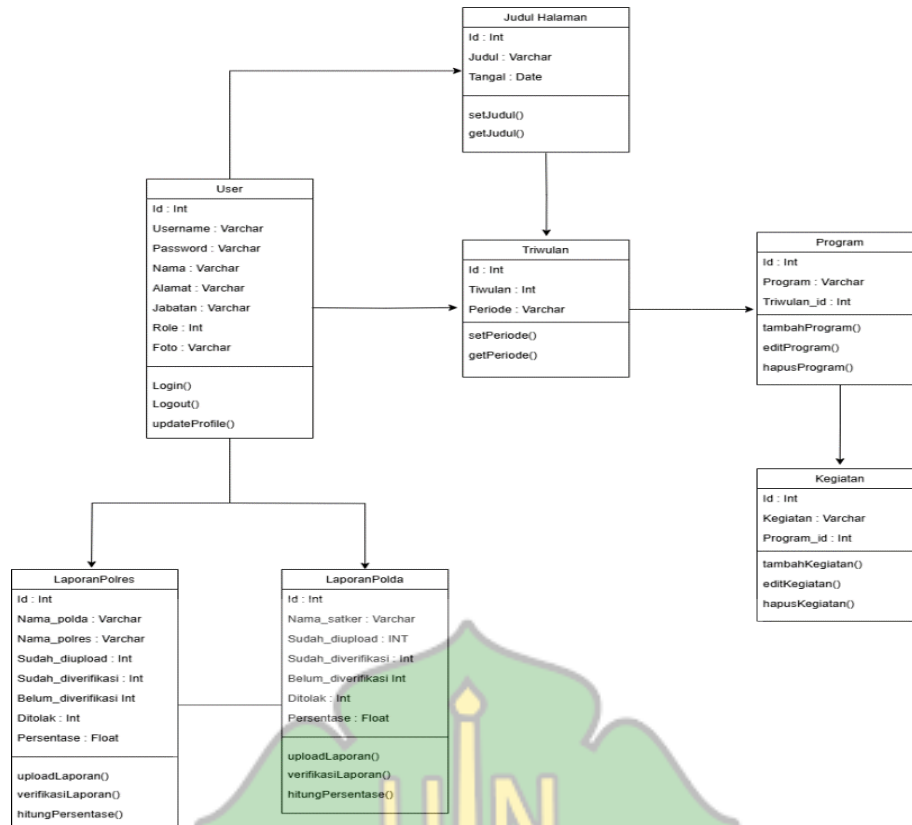 Judul Halaman
Id : Int
Judul : Varchar
Tangal : Date
setJudul()
getJudul()
User
Id : Int
Username : Varchar
Password : Varchar
Nama : Varchar
Alamat : Varchar
Jabatan : Varchar
Role : Int
Foto : Varchar
Login()
Logout()
updateProfile()
Triwulan
Id : Int
Tiwulan : Int
Periode : Varchar
setPeriode()
getPeriode()
Program
Id : Int
Program : Varchar
Triwulan_id : Int
tambahProgram()
editProgram()
hapusProgram()
Kegiatan
Id : Int
Kegiatan : Varchar
Program_id : Int
tambahKegiatan()
editKegiatan()
hapusKegiatan()
LaporanPolres
Id : Int
Nama_polda : Varchar
Nama_polres : Varchar
Sudah_diupload : Int
Sudah_diverifikasi : Int
Belum_diverifikasi Int
Ditolak : Int
Persentase : Float
uploadLaporan()
verifikasiLaporan()
hitungPersentase()
LaporanPolda
Id : Int
Nama_satker : Varchar
Sudah_diupload : INT
Sudah_diverifikasi : Int
Belum_diverifikasi Int
Ditolak : Int
Persentase : Float
uploadLaporan()
verifikasiLaporan()
hitungPersentase()
UIN